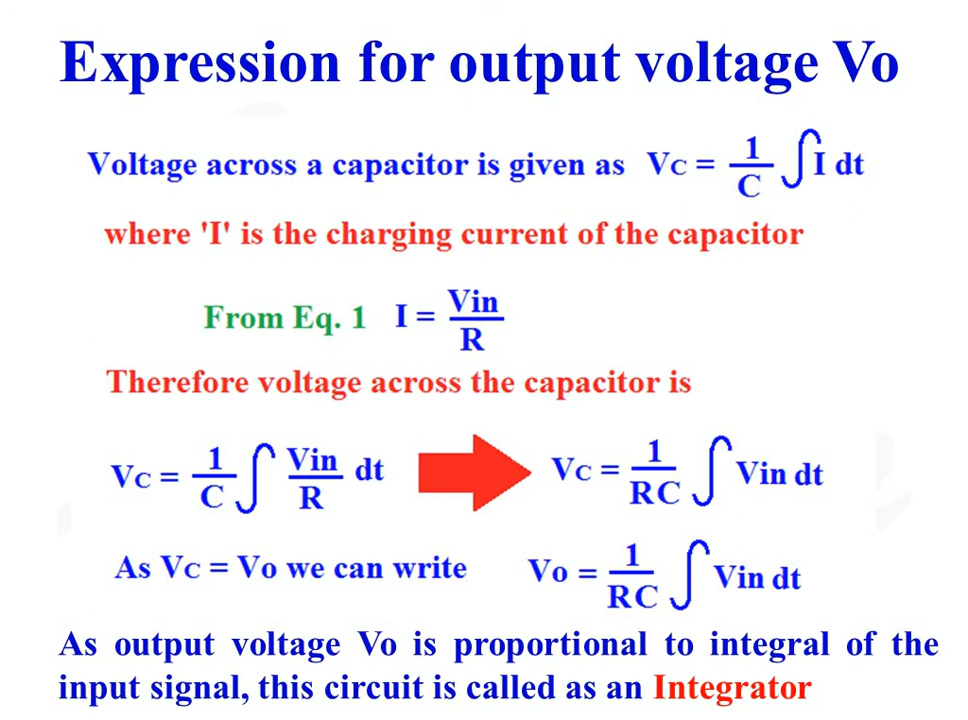 Expression for output voltage Vo
Voltage across a capacitor is given as Vc = 1/C ∫ I dt
where 'I' is the charging current of the capacitor
From Eq. 1 I = Vin/R
Therefore voltage across the capacitor is
Vc = 1/C ∫ Vin/R dt Vc = 1/RC ∫ Vin dt
As Vc = Vo we can write Vo = 1/RC ∫ Vin dt
As output voltage Vo is proportional to integral of the
input signal, this circuit is called as an Integrator